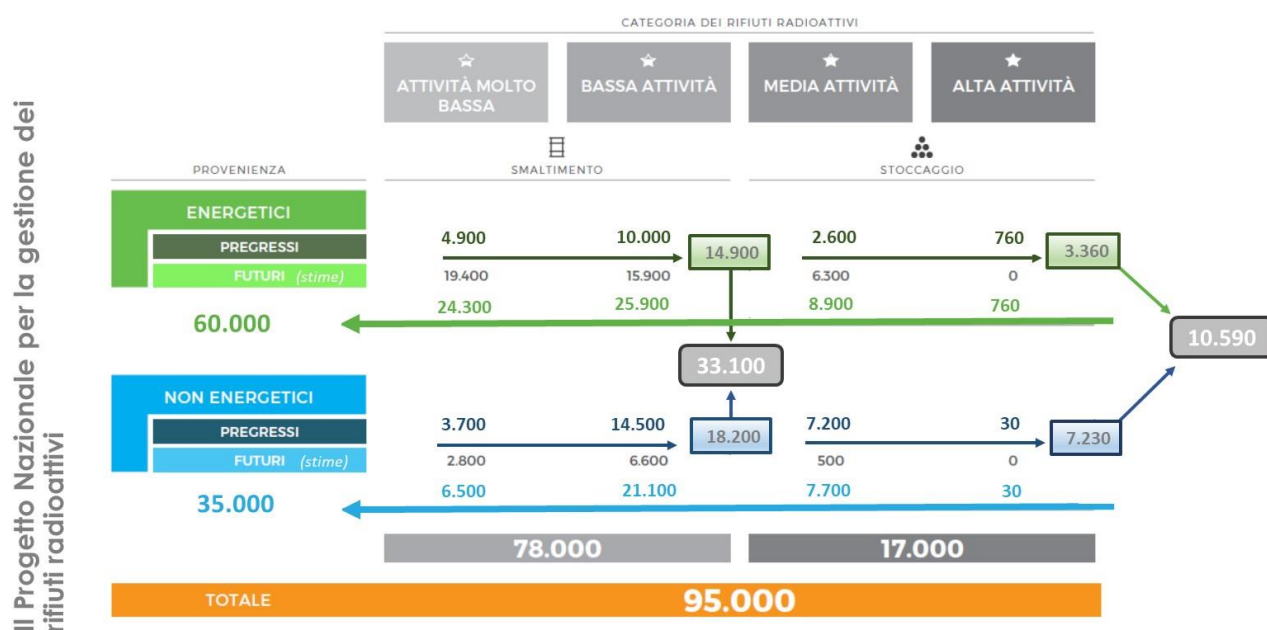 Il Progetto Nazionale per la gestione dei
rifiuti radioattivi
CATEGORIA DEI RIFIUTI RADIOATTIVI
ATTIVITÀ MOLTO
BASSA
BASSA ATTIVITÀ
MEDIA ATTIVITÀ
ALTA ATTIVITÀ
PROVENIENZA
SMALTIMENTO
STOCCAGGIO
ENERGETICI
PREGRESSI
4.900
10.000
14.900
2.600
760
3.360
FUTURI (stime)
19.400
15.900
6.300
0
60.000
24.300
25.900
8.900
760
33.100
10.590
NON ENERGETICI
PREGRESSI
3.700
14.500
18.200
7.200
30
7.230
FUTURI (stime)
2.800
6.600
500
0
35.000
6.500
21.100
7.700
30
78.000
17.000
TOTALE
95.000